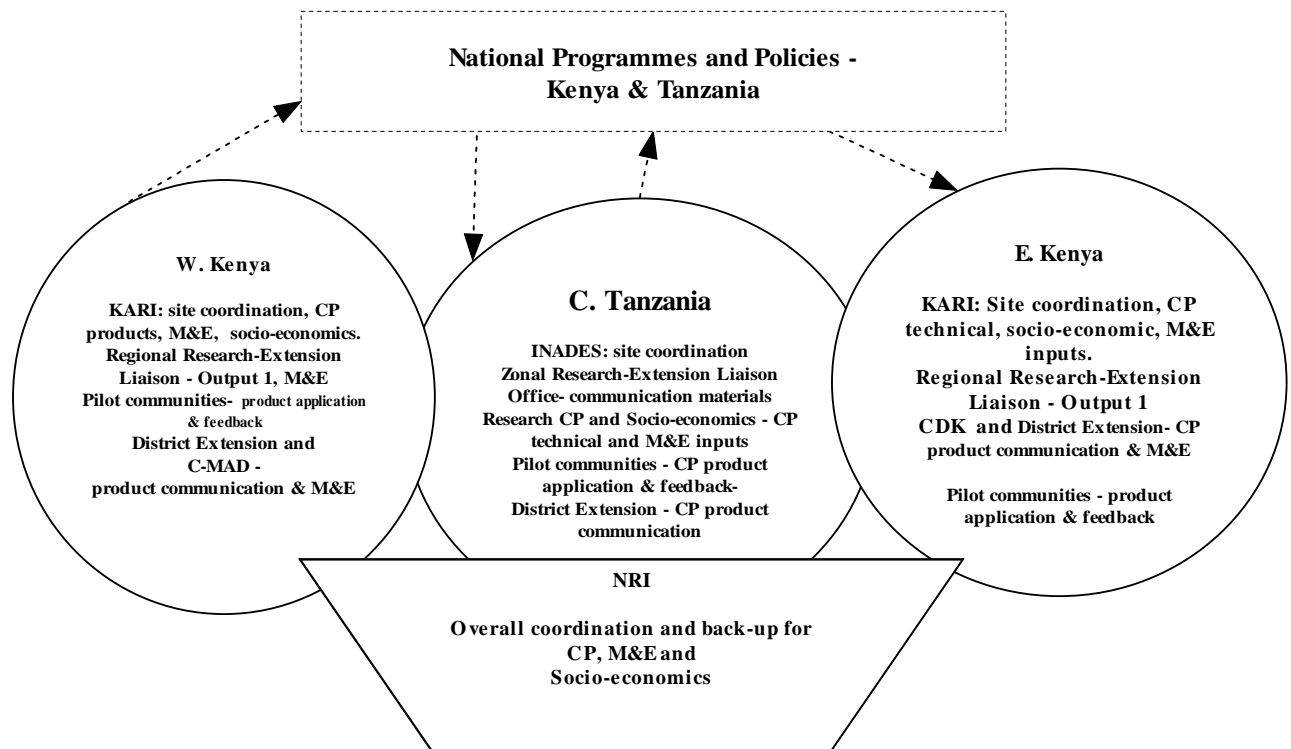 National Programmes and Policies -
Kenya & Tanzania
W. Kenya
KARI: site coordination, CP
products, M&E, socio-economics.
Regional Research-Extension
Liaison - Output 1, M&E
Pilot communities- product application
& feedback
District Extension and
C-MAD -
product communication & M&E
C. Tanzania
INADES: site coordination
Zonal Research-Extension Liaison
Office- communication materials
Research CP and Socio-economics - CP
technical and M&E inputs
Pilot communities - CP product
application & feedback-
District Extension - CP product
communication
E. Kenya
KARI: Site coordination, CP
technical, socio-economic, M&E
inputs.
Regional Research-Extension
Liaison - Output 1
CDK and District Extension- CP
product communication & M&E
Pilot communities - product
application & feedback
NRI
Overall coordination and back-up for
CP, M&E and
Socio-economics